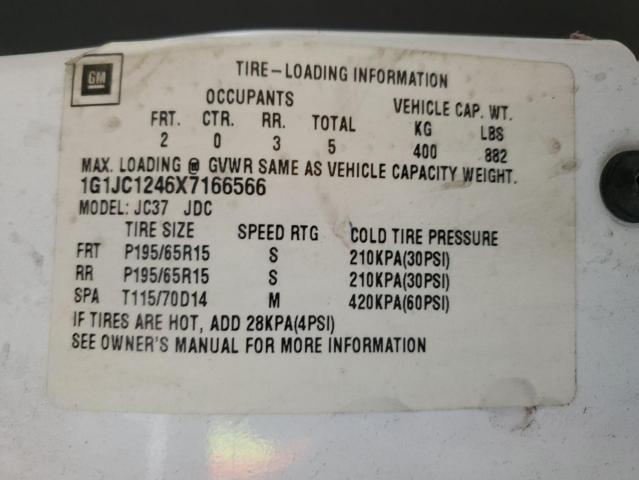 GM
TIRE-LOADING INFORMATION
OCCUPANTS VEHICLE CAP. WT.
FRT. CTR. RR. TOTAL KG LBS
2 0 3 5 400 882
MAX. LOADING @ GVWR SAME AS VEHICLE CAPACITY WEIGHT.
1G1JC1246X7166566
MODEL: JC37 JDC
TIRE SIZE SPEED RTG COLD TIRE PRESSURE
FRT P195/65R15 S 210KPA(30PSI)
RR P195/65R15 S 210KPA(30PSI)
SPA T115/70D14 M 420KPA(60PSI)
IF TIRES ARE HOT, ADD 28KPA(4PSI)
SEE OWNER'S MANUAL FOR MORE INFORMATION